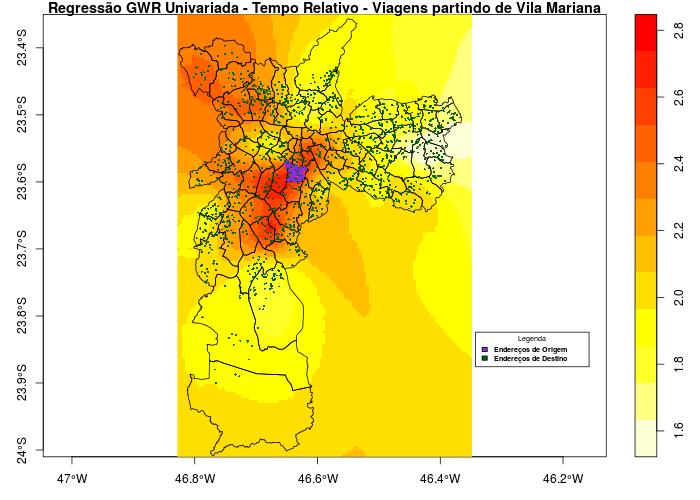 Regressão GWR Univariada - Tempo Relativo - Viagens partindo de Vila Mariana
23.4°S
23.5°S
23.6°S
23.7°S
23.8°S
23.9°S
24°S
47°W
46.8°W
46.6°W
46.4°W
46.2°W
Legenda
Endereços de Origem
Endereços de Destino
2.8
2.6
2.4
2.2
2.0
1.8
1.6